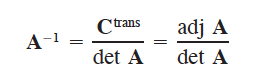 A⁻¹ = Cᵗʳᵃⁿˢ / det A = adj A / det A